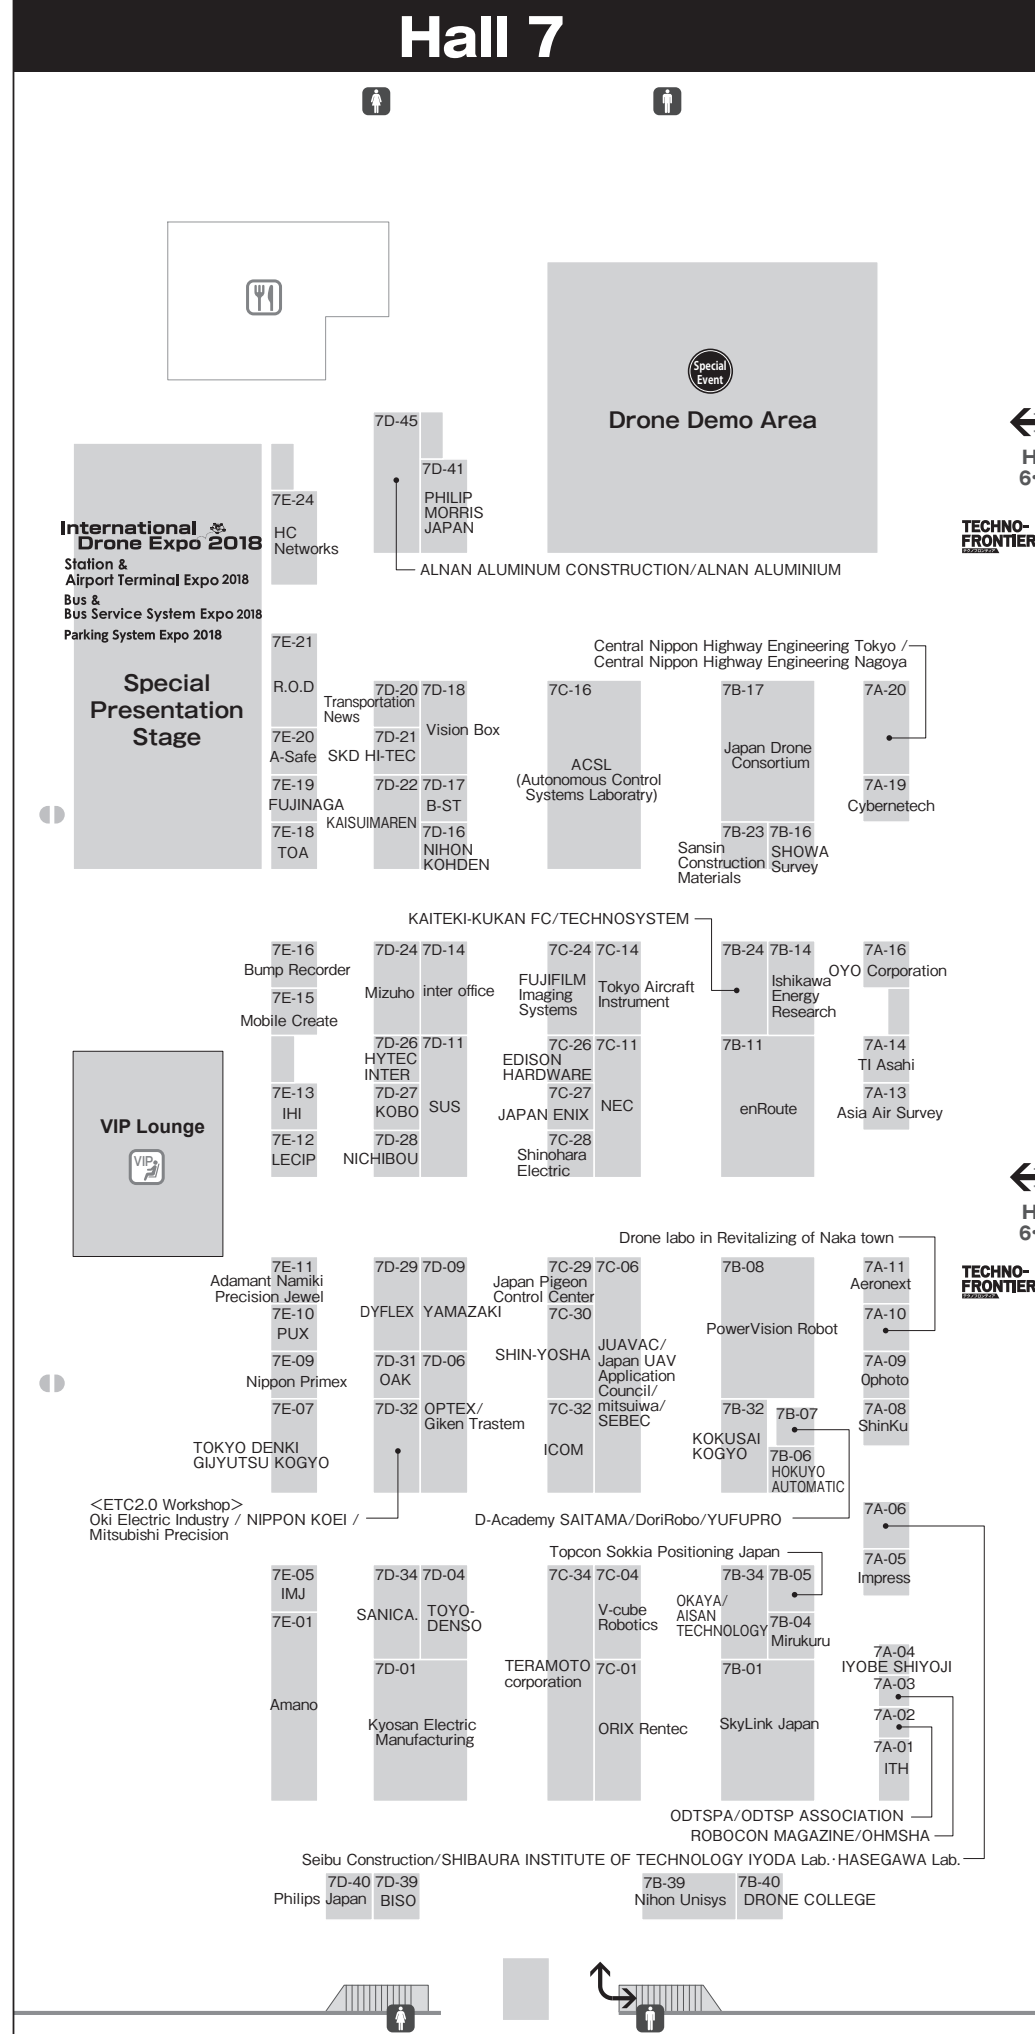 Hall 7
Special
Event
Drone Demo Area
7D-45
7D-41
PHILIP
MORRIS
JAPAN
ALNAN ALUMINUM CONSTRUCTION/ALNAN ALUMINIUM
7E-24
HC
Networks
International
Drone Expo 2018
Station &
Airport Terminal Expo 2018
Bus &
Bus Service System Expo 2018
Parking System Expo 2018
Special
Presentation
Stage
TECHNO-
FRONTIER
7E-21
R.O.D
7E-20
A-Safe
7E-19
FUJINAGA
7E-18
TOA
7D-20
Transportation
News
7D-21
SKD HI-TEC
7D-22
KAISUIMAREN
7D-18
Vision Box
7D-17
B-ST
7D-16
NIHON
KOHDEN
7C-16
ACSL
(Autonomous Control
Systems Laboratry)
Central Nippon Highway Engineering Tokyo /
Central Nippon Highway Engineering Nagoya
7B-17
Japan Drone
Consortium
7B-23
Sansin
Construction
Materials
7B-16
SHOWA
Survey
7A-20
7A-19
Cybernetech
KAITEKI-KUKAN FC/TECHNOSYSTEM
7E-16
Bump Recorder
7E-15
Mobile Create
7E-13
IHI
7E-12
LECIP
7D-24
Mizuho
7D-14
inter office
7D-26
HYTEC
INTER
7D-27
KOBO
7D-28
NICHIBOU
7D-11
SUS
7C-24
FUJIFILM
Imaging
Systems
7C-14
Tokyo Aircraft
Instrument
7C-26
EDISON
HARDWARE
7C-27
JAPAN ENIX
7C-28
Shinohara
Electric
7C-11
NEC
7B-24
7B-14
Ishikawa
Energy
Research
7B-11
enRoute
7A-16
OYO Corporation
7A-14
TI Asahi
7A-13
Asia Air Survey
VIP Lounge
VIP
H
6
H
6
TECHNO-
FRONTIER
Drone labo in Revitalizing of Naka town
7E-11
Adamant Namiki
Precision Jewel
7E-10
PUX
7E-09
Nippon Primex
7E-07
TOKYO DENKI
GIJYUTSU KOGYO
7D-29
DYFLEX
7D-09
YAMAZAKI
7D-31
OAK
7D-32
7D-06
OPTEX/
Giken Trastem
<ETC2.0 Workshop>
Oki Electric Industry / NIPPON KOEI /
Mitsubishi Precision
7C-29
Japan Pigeon
Control Center
7C-30
SHIN-YOSHA
7C-32
ICOM
7C-06
JUAVAC/
Japan UAV
Application
Council/
mitsuiwa/
SEBEC
7B-08
PowerVision Robot
7B-32
KOKUSAI
KOGYO
7B-07
7B-06
HOKUYO
AUTOMATIC
D-Academy SAITAMA/DoriRobo/YUFUPRO
7A-11
Aeronext
7A-10
7A-09
0photo
7A-08
ShinKu
7A-06
7A-05
Impress
Topcon Sokkia Positioning Japan
7E-05
IMJ
7E-01
Amano
7D-34
SANICA.
7D-04
TOYO-
DENSO
7D-01
Kyosan Electric
Manufacturing
7C-34
TERAMOTO
corporation
7C-04
V-cube
Robotics
7C-01
ORIX Rentec
7B-34
OKAYA/
AISAN
TECHNOLOGY
7B-05
7B-04
Mirukuru
7B-01
SkyLink Japan
7A-04
IYOBE SHIYOJI
7A-03
7A-02
7A-01
ITH
ODTSPA/ODTSP ASSOCIATION
ROBOCON MAGAZINE/OHMSHA
Seibu Construction/SHIBAURA INSTITUTE OF TECHNOLOGY IYODA Lab.·HASEGAWA Lab.
7D-40
Philips Japan
7D-39
BISO
7B-39
Nihon Unisys
7B-40
DRONE COLLEGE